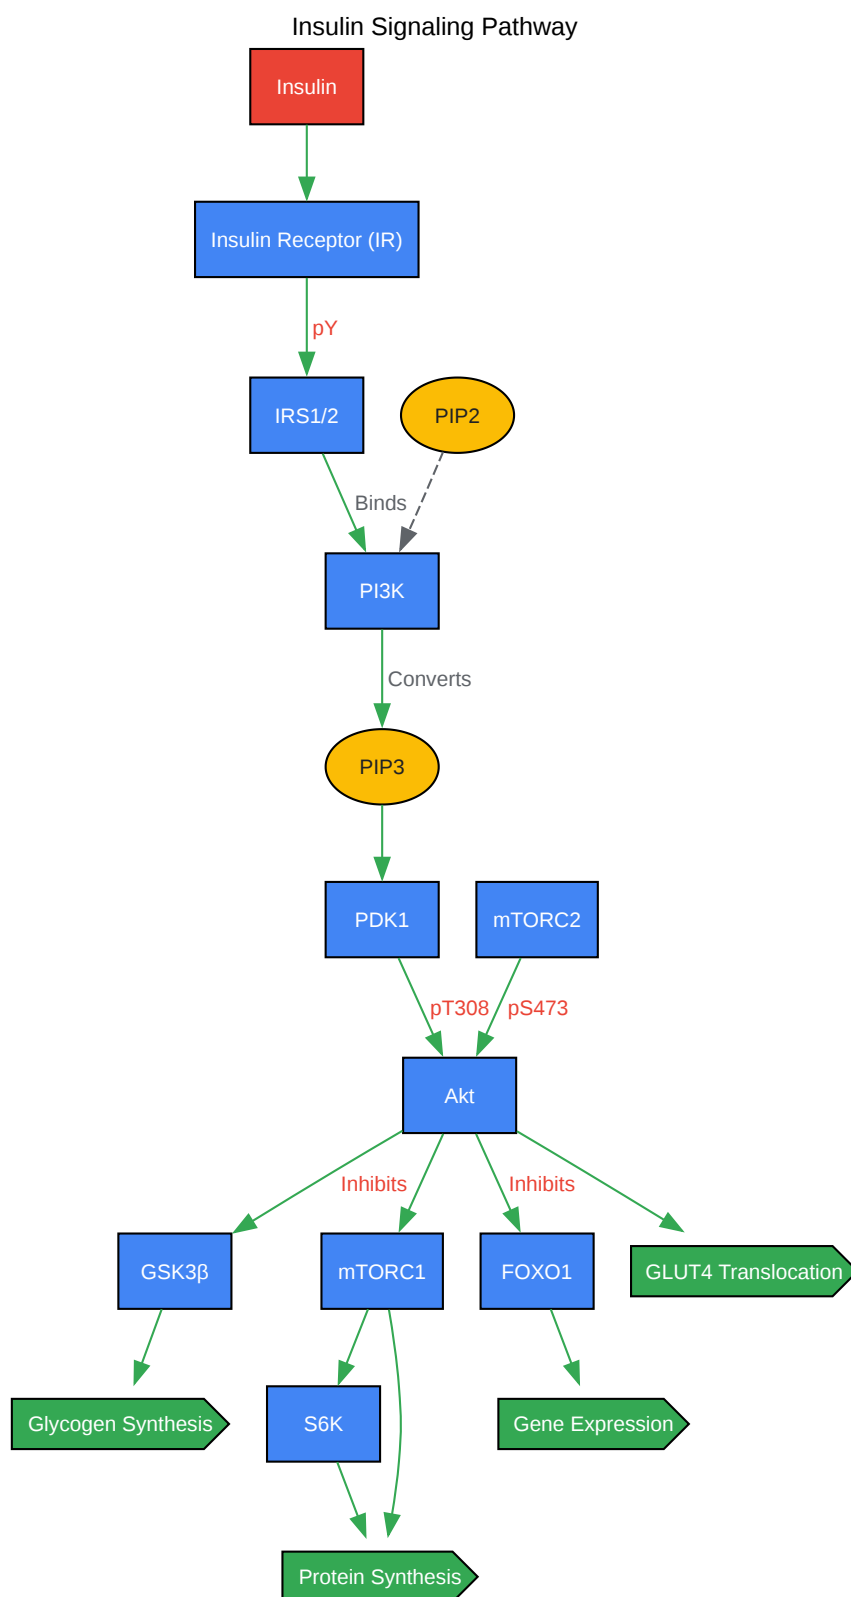 Insulin Signaling Pathway
Insulin
Insulin Receptor (IR)
pY
IRS1/2
PIP2
Binds
PI3K
Converts
PIP3
PDK1
mTORC2
pT308
pS473
Akt
Inhibits
Inhibits
GSK3β
mTORC1
FOXO1
GLUT4 Translocation
Glycogen Synthesis
S6K
Gene Expression
Protein Synthesis